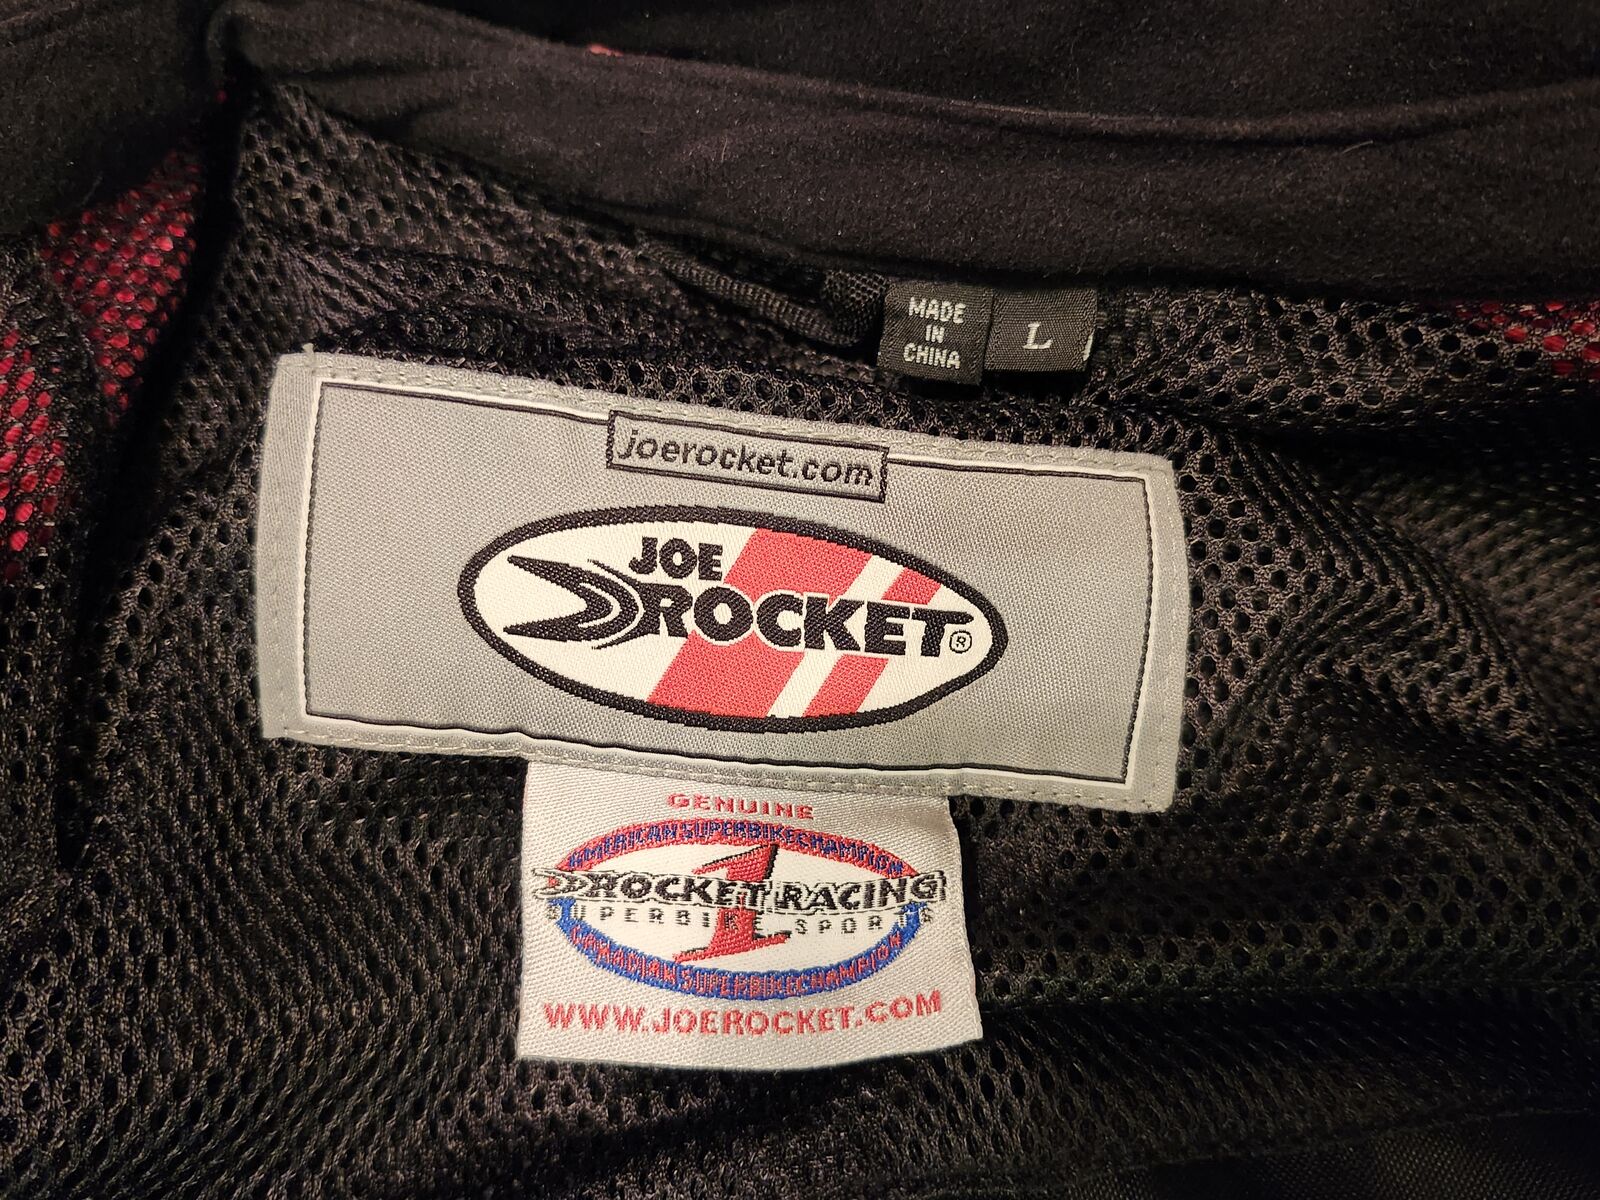 MADE
IN
CHINA
L
joerocket.com
JOE
ROCKET®
GENUINE
AMERICAN SUPERBIKE CHAMPION
1
ROCKET RACING
SUPERBIKE SPORTS
CANADIAN SUPERBIKE CHAMPION
WWW.JOEROCKET.COM